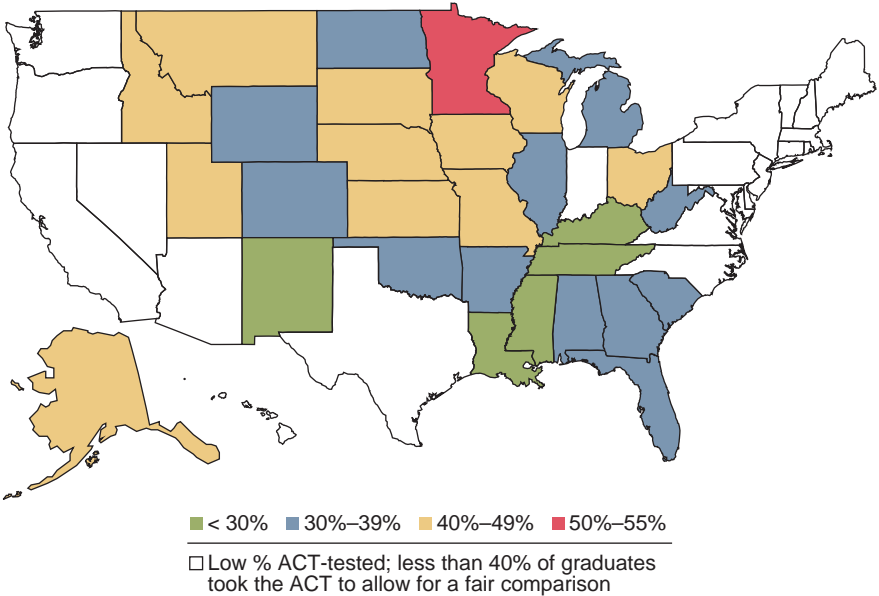 < 30% 30%–39% 40%–49% 50%–55%
Low % ACT-tested; less than 40% of graduates
took the ACT to allow for a fair comparison